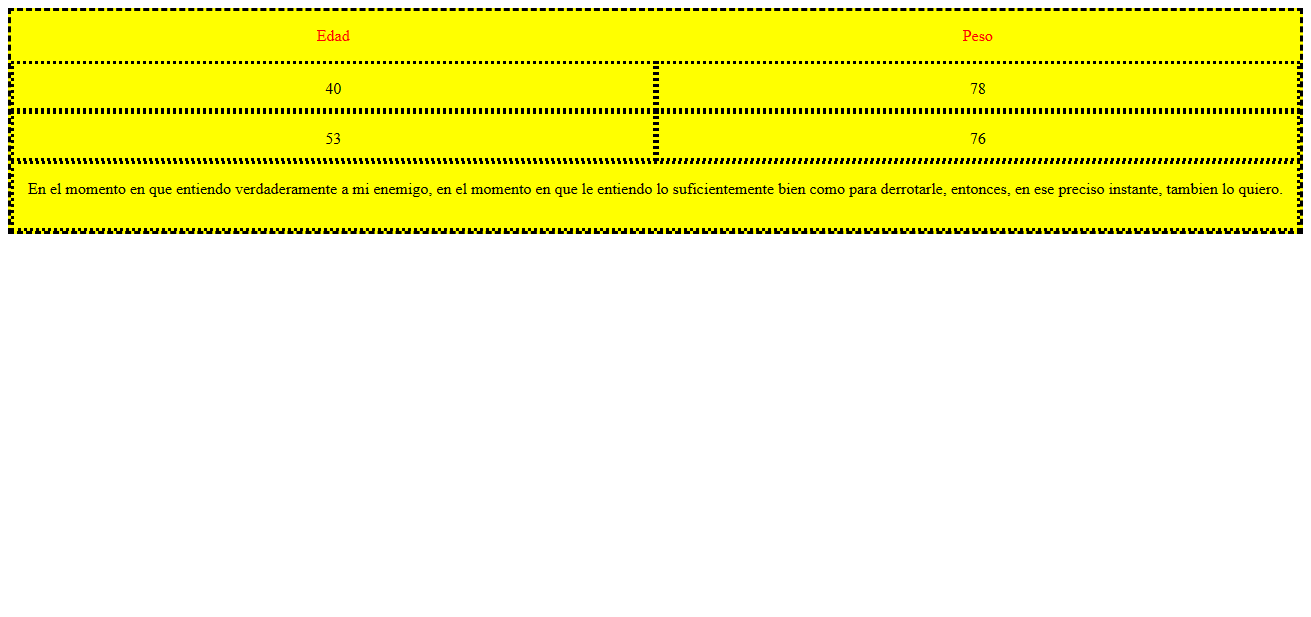 Edad Peso
40 78
53 76
En el momento en que entiendo verdaderamente a mi enemigo, en el momento en que le entiendo lo suficientemente bien como para derrotarle, entonces, en ese preciso instante, tambien lo quiero.